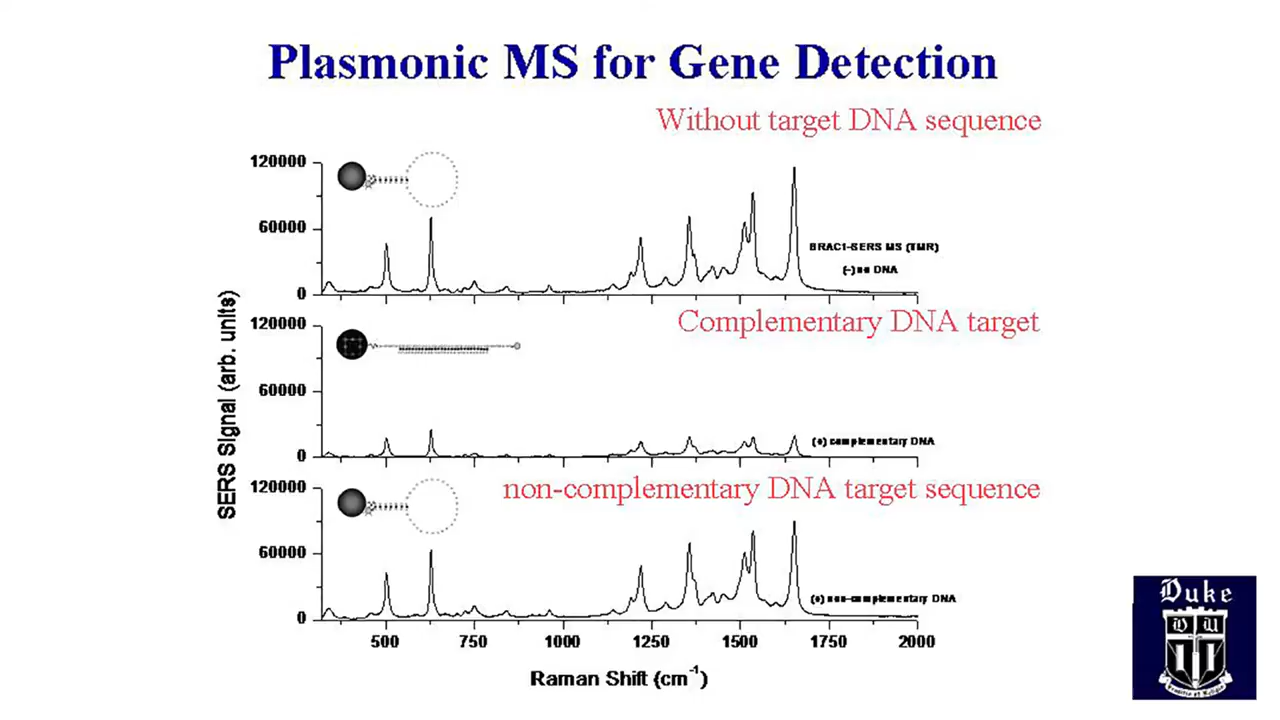 Plasmonic MS for Gene Detection
Without target DNA sequence
120000
60000
0
BRAC1-SERS MS (TMR)
(-) no DNA
Complementary DNA target
120000
60000
0
(+) complementary DNA
non-complementary DNA target sequence
120000
60000
0
(+) non-complementary DNA
SERS Signal (arb. units)
500 750 1000 1250 1500 1750 2000
Raman Shift (cm⁻¹)
Duke
D U